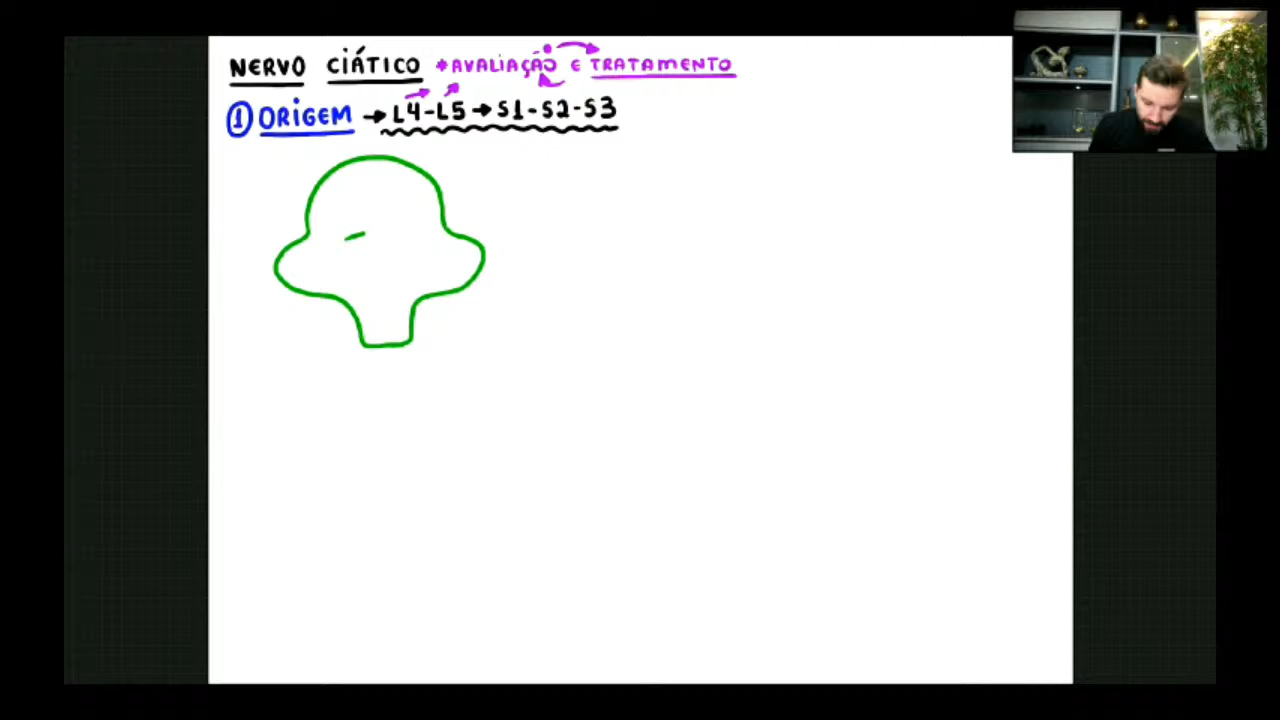 NERVO CIÁTICO *AVALIAÇÃO E TRATAMENTO
① ORIGEM → L4-L5 → S1-S2-S3